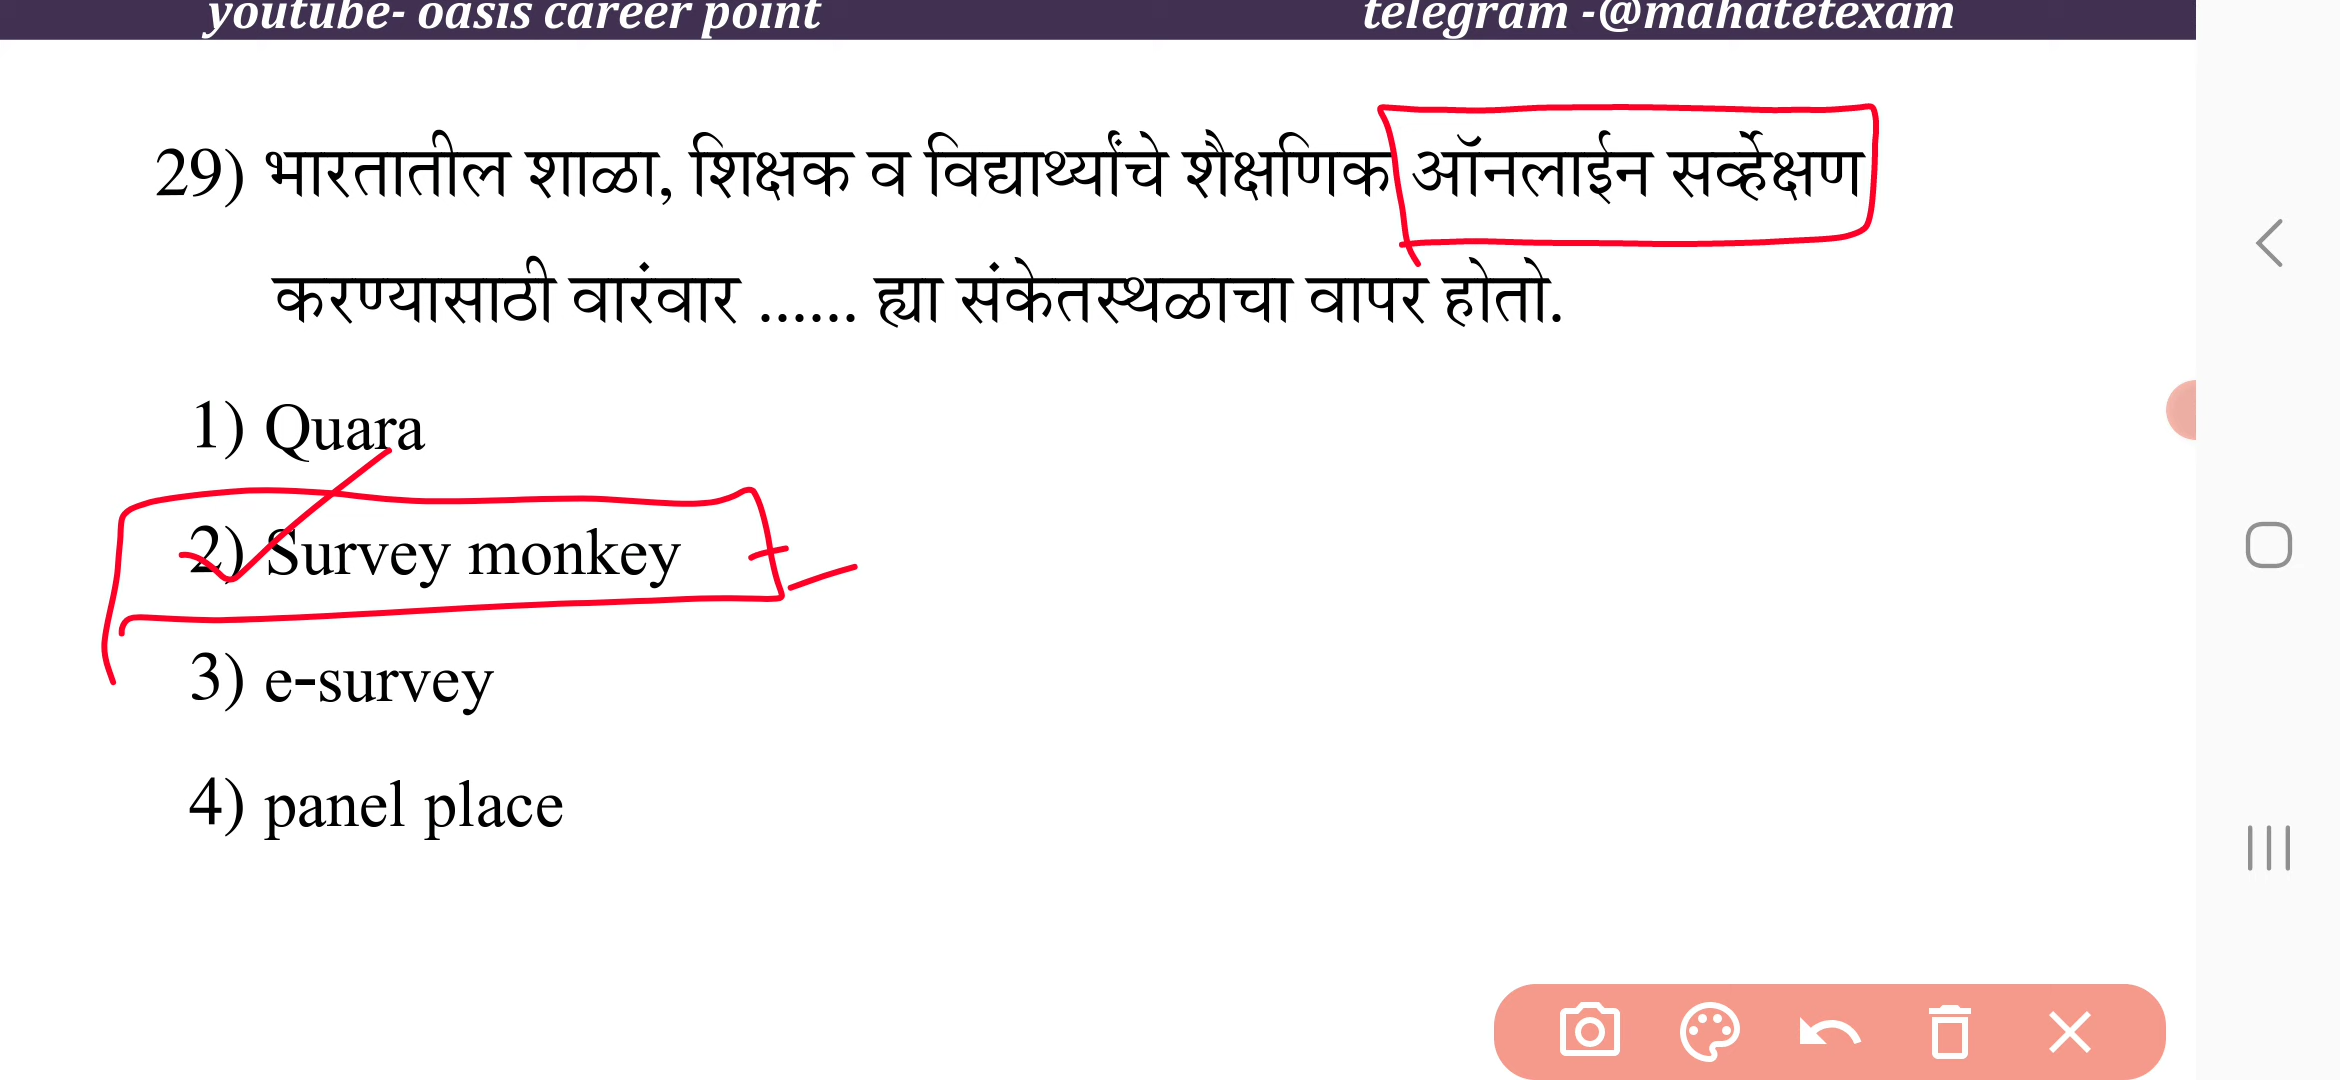 youtube- oasis career point
telegram -@mahatetexam
29) भारतातील शाळा, शिक्षक व विद्यार्थ्यांचे शैक्षणिक ऑनलाईन सर्व्हेक्षण
करण्यासाठी वारंवार ...... ह्या संकेतस्थळाचा वापर होतो.
1) Quara
2) Survey monkey
3) e-survey
4) panel place